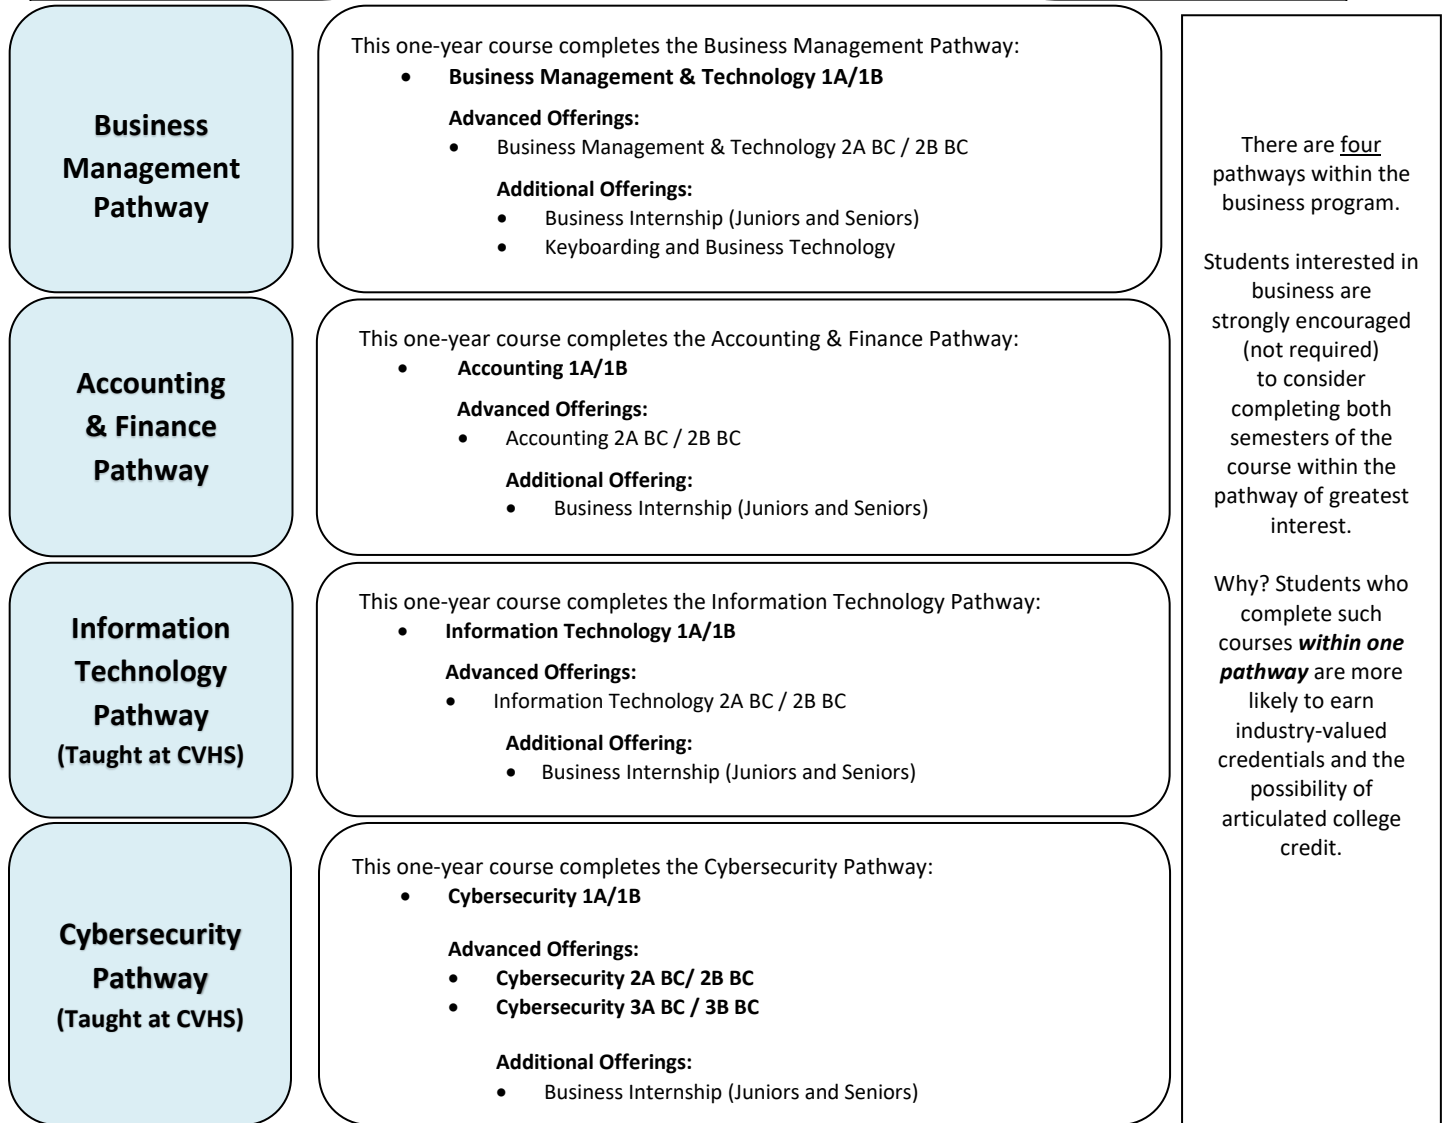 Business
Management
Pathway
This one-year course completes the Business Management Pathway:
• Business Management & Technology 1A/1B
Advanced Offerings:
• Business Management & Technology 2A BC / 2B BC
Additional Offerings:
• Business Internship (Juniors and Seniors)
• Keyboarding and Business Technology
Accounting
& Finance
Pathway
This one-year course completes the Accounting & Finance Pathway:
• Accounting 1A/1B
Advanced Offerings:
• Accounting 2A BC / 2B BC
Additional Offering:
• Business Internship (Juniors and Seniors)
Information
Technology
Pathway
(Taught at CVHS)
This one-year course completes the Information Technology Pathway:
• Information Technology 1A/1B
Advanced Offerings:
• Information Technology 2A BC / 2B BC
Additional Offering:
• Business Internship (Juniors and Seniors)
Cybersecurity
Pathway
(Taught at CVHS)
This one-year course completes the Cybersecurity Pathway:
• Cybersecurity 1A/1B
Advanced Offerings:
• Cybersecurity 2A BC/ 2B BC
• Cybersecurity 3A BC / 3B BC
Additional Offerings:
• Business Internship (Juniors and Seniors)
There are four
pathways within the
business program.
Students interested in
business are
strongly encouraged
(not required)
to consider
completing both
semesters of the
course within the
pathway of greatest
interest.
Why? Students who
complete such
courses within one
pathway are more
likely to earn
industry-valued
credentials and the
possibility of
articulated college
credit.